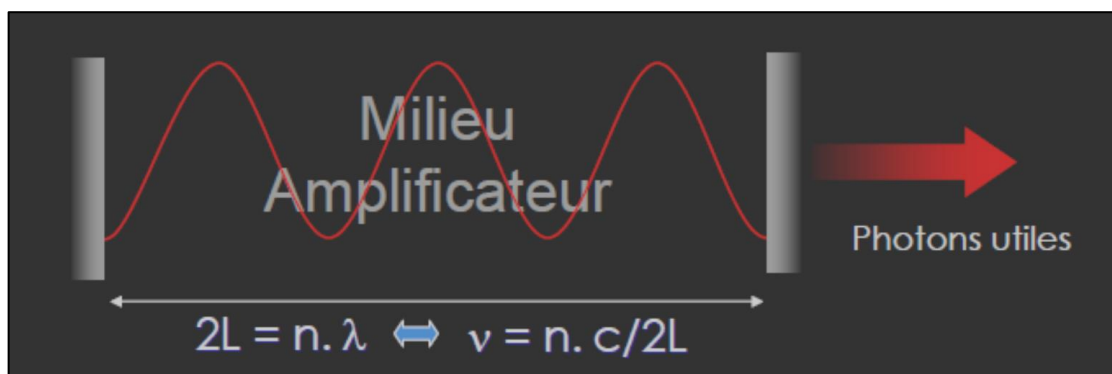 Milieu
Amplificateur
Photons utiles
2L = n. λ ⇔ ν = n. c/2L